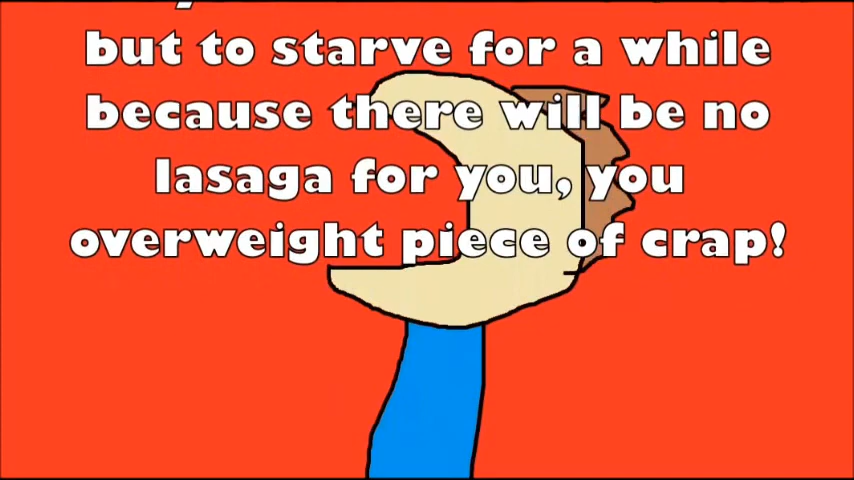 but to starve for a while
because there will be no
lasaga for you, you
overweight piece of crap!